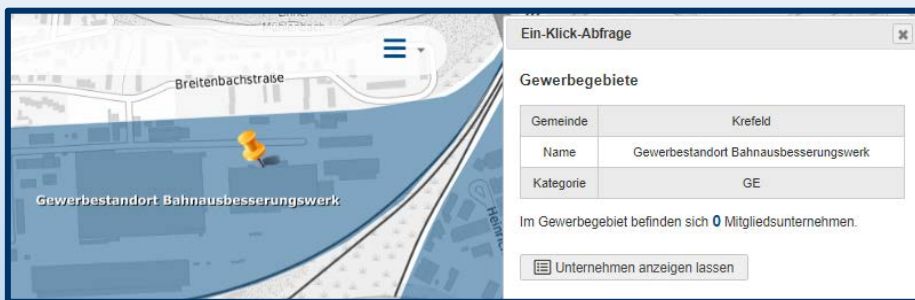 Mühlenbach
Breitenbachstraße
Gewerbestandort Bahnausbesserungswerk
Ein-Klick-Abfrage
Gewerbegebiete
Gemeinde Krefeld
Name Gewerbestandort Bahnausbesserungswerk
Kategorie GE
Im Gewerbegebiet befinden sich 0 Mitgliedsunternehmen.
Unternehmen anzeigen lassen